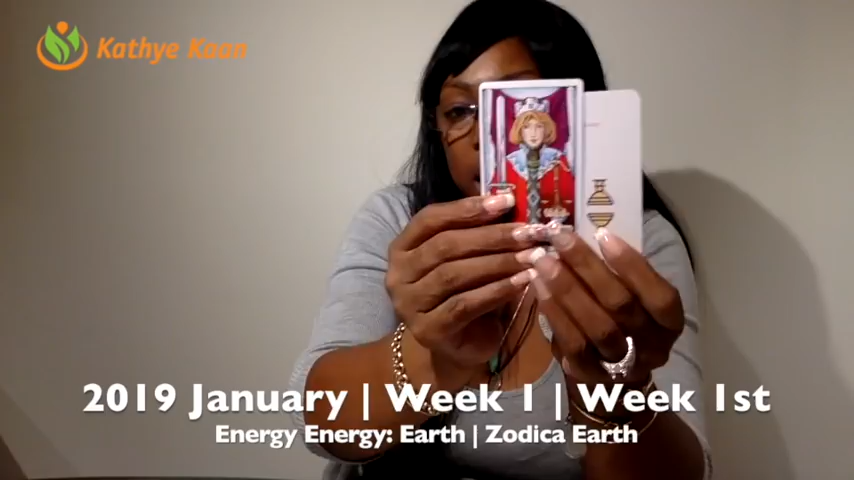 Kathye Kaan
2019 January | Week 1 | Week 1st
Energy Energy: Earth | Zodica Earth